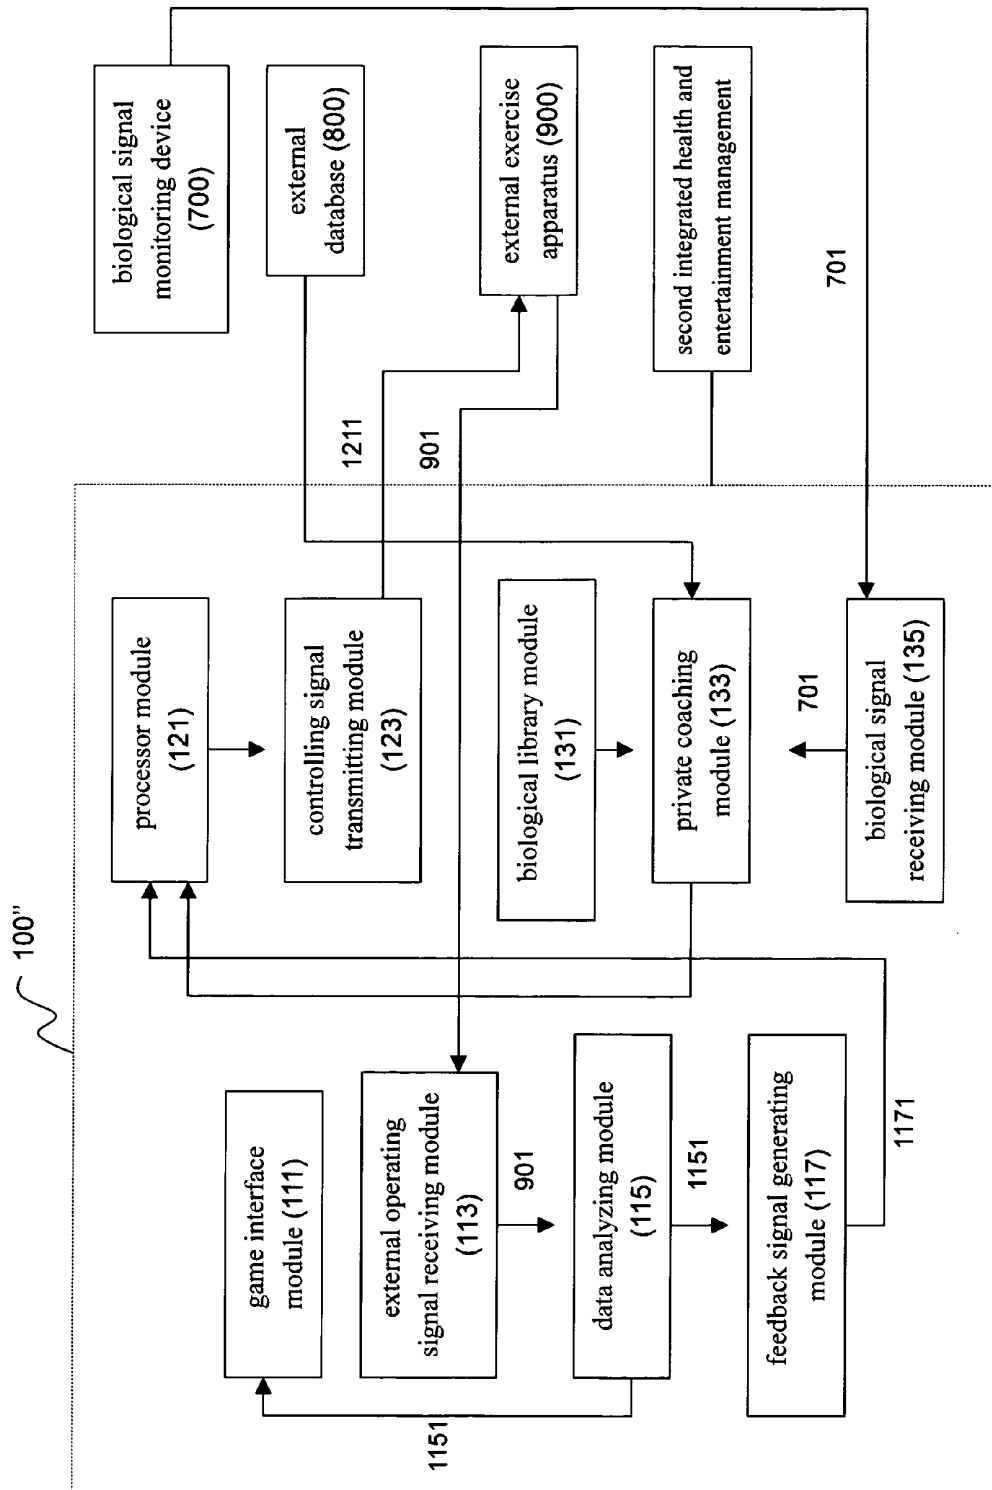 100”
game interface
module (111)
external operating
signal receiving module
(113)
901
data analyzing module
(115)
1151
1151
feedback signal generating
module (117)
1171
processor module
(121)
controlling signal
transmitting module
(123)
biological library module
(131)
private coaching
module (133)
701
biological signal
receiving module (135)
1211
901
701
biological signal
monitoring device
(700)
external
database (800)
external exercise
apparatus (900)
second integrated health and
entertainment management